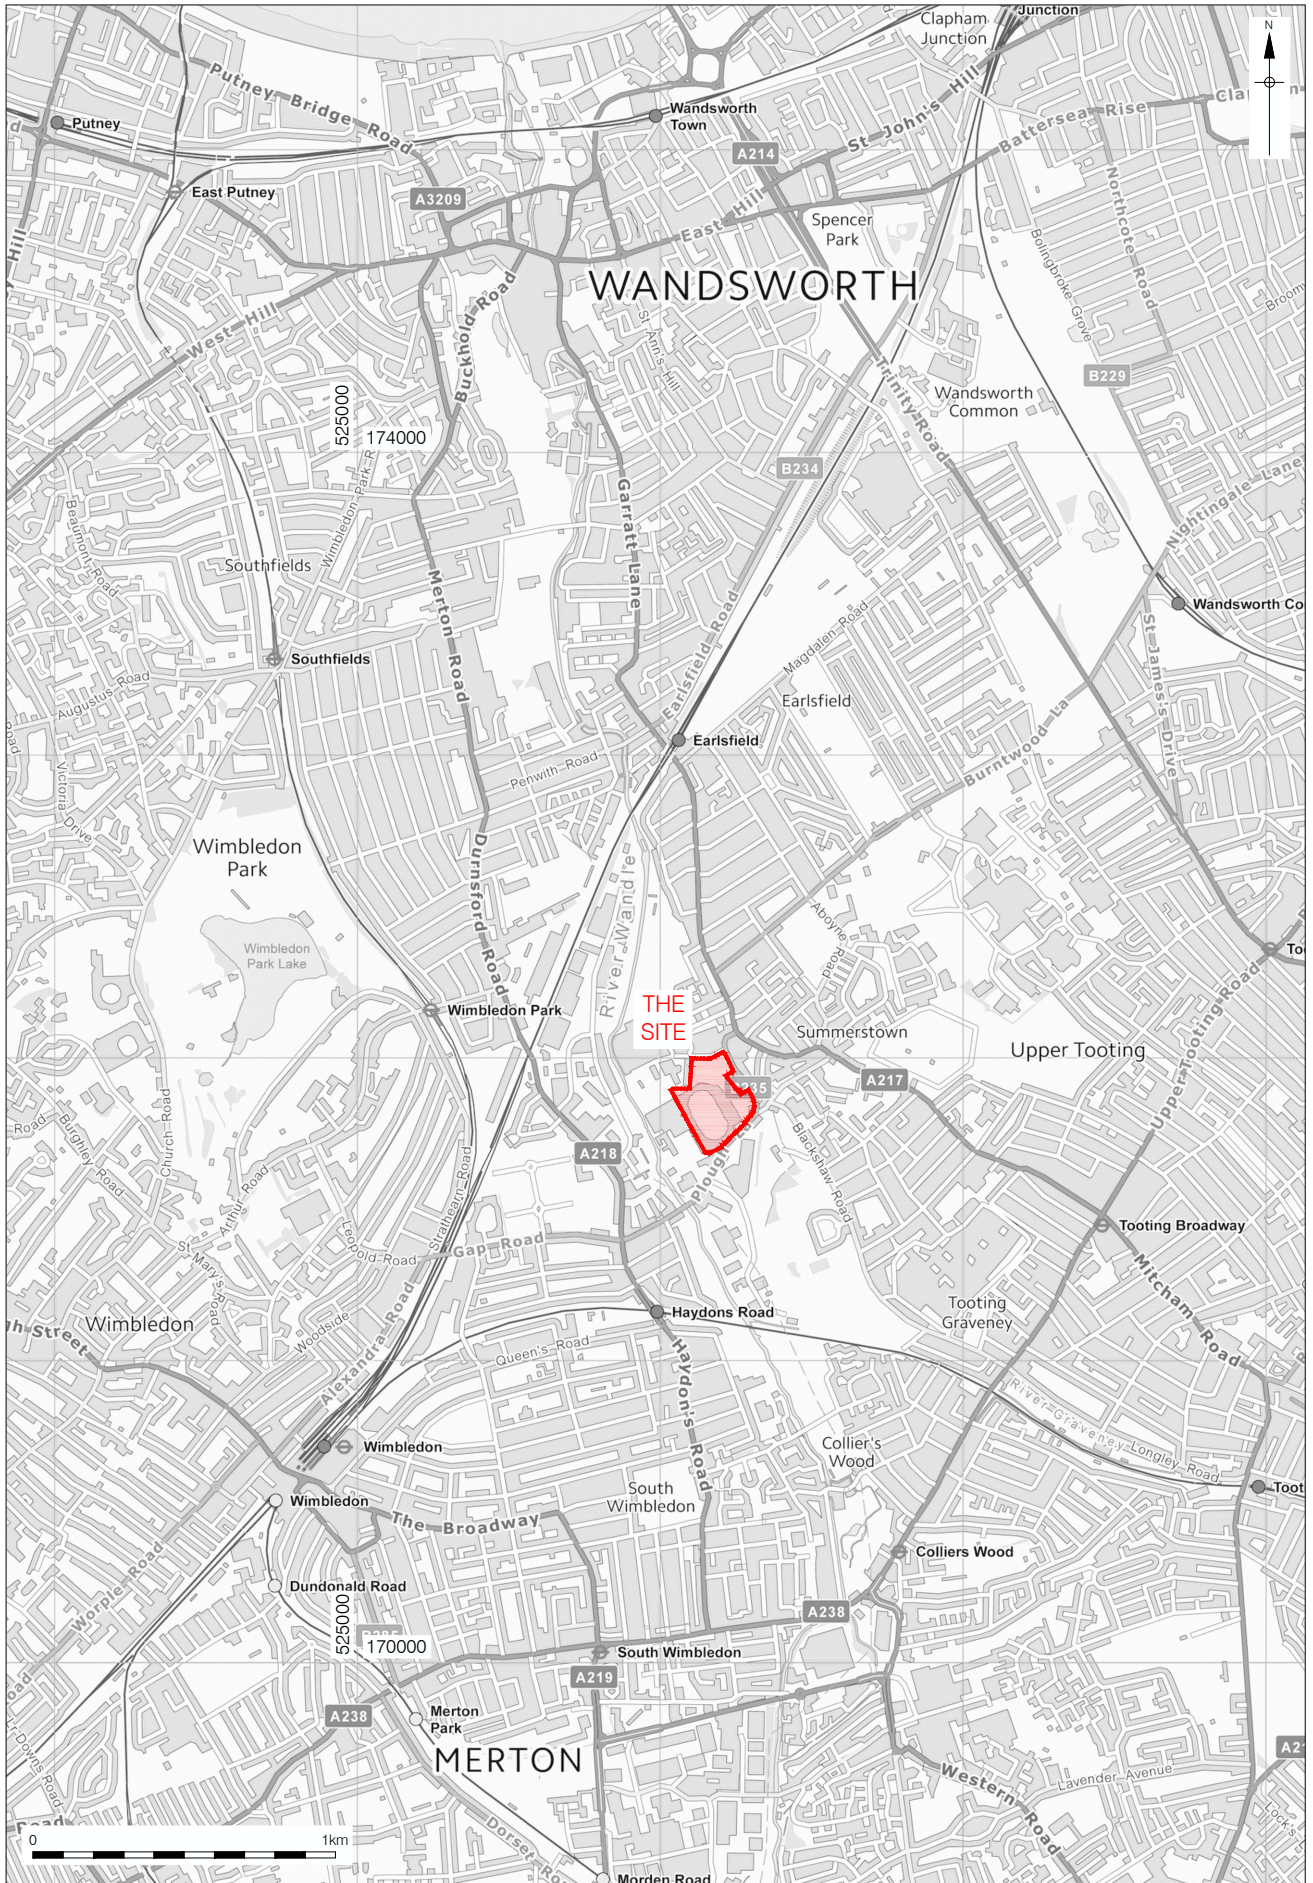 Junction
Clapham
Junction
N
Putney Bridge Road
St John's Hill
Battersea Rise
Putney
Wandsworth
Town
A214
East Putney
A3209
Northcote Road
East Hill
Spencer
Park
Bolingbroke Grove
WANDSWORTH
West Hill
Buckhold Road
St Ann's Hill
Trinity Road
B229
Wandsworth
Common
525000
174000
B234
Nightingale Lane
Garratt Lane
Beaumont Road
Southfields
Merton Road
Earlsfield Road
Magdalen Road
Wandsworth Co
St James's Drive
Southfields
Augustus Road
Earlsfield
Earlsfield
Burntwood La
Penwith Road
Victoria Drive
Wimbledon
Park
Durnsford Road
River Wandle
Aboyne Road
Wimbledon
Park Lake
Wimbledon Park
THE
SITE
Summerstown
Upper Tooting
Upper Tooting Road
A217
Church Road
Burghley Road
Arthur Road
A218
Blackshaw Road
Strathearn Road
Leopold Road
Gap Road
St Mary's Road
Tooting Broadway
Mitcham Road
Haydons Road
Tooting
Graveney
Wimbledon
Woodside
Alexandra Road
Queen's Road
Haydon's Road
River Graveney
Longley Road
Wimbledon
Collier's
Wood
South
Wimbledon
Wimbledon
The Broadway
Worple Road
Colliers Wood
Dundonald Road
525000
170000
A238
South Wimbledon
A219
A238
Merton
Park
MERTON
Western Road
Lavender Avenue
0
1km
Morden Road